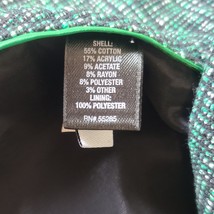 SHELL:
55% COTTON
17% ACRYLIC
9% ACETATE
8% RAYON
8% POLYESTER
3% OTHER
LINING:
100% POLYESTER
RN# 55285